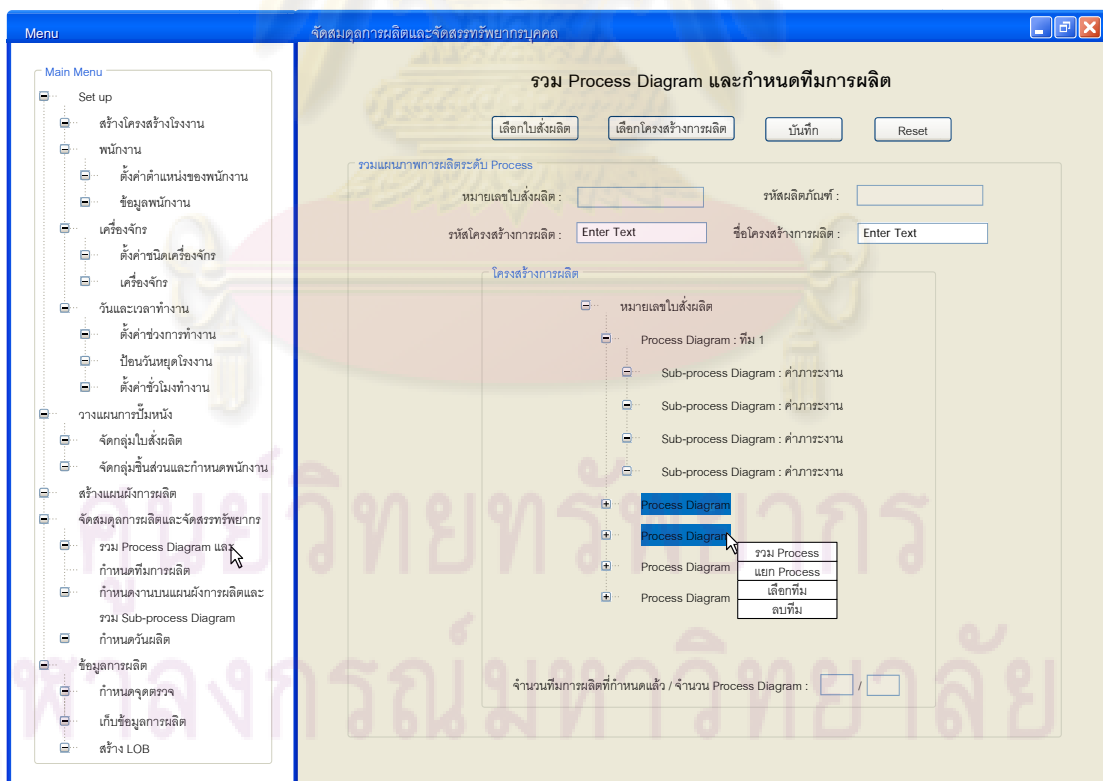 Menu
จัดสมดุลการผลิตและจัดสรรทรัพยากรบุคคล
Main Menu
Set up
สร้างโครงสร้างโรงงาน
พนักงาน
ตั้งค่าตำแหน่งของพนักงาน
ข้อมูลพนักงาน
เครื่องจักร
ตั้งค่าชนิดเครื่องจักร
เครื่องจักร
วันและเวลาทำงาน
ตั้งค่าช่วงการทำงาน
ป้อนวันหยุดโรงงาน
ตั้งค่าชั่วโมงทำงาน
วางแผนการปั๊มหนัง
จัดกลุ่มใบสั่งผลิต
จัดกลุ่มชิ้นส่วนและกำหนดพนักงาน
สร้างแผนผังการผลิต
จัดสมดุลการผลิตและจัดสรรทรัพยากร
รวม Process Diagram และ
กำหนดทีมการผลิต
กำหนดงานบนแผนผังการผลิตและ
รวม Sub-process Diagram
กำหนดวันผลิต
ข้อมูลการผลิต
กำหนดจุดตรวจ
เก็บข้อมูลการผลิต
สร้าง LOB
รวม Process Diagram และกำหนดทีมการผลิต
เลือกใบสั่งผลิต เลือกโครงสร้างการผลิต บันทึก Reset
รวมแผนภาพการผลิตระดับ Process
หมายเลขใบสั่งผลิต : รหัสผลิตภัณฑ์ :
รหัสโครงสร้างการผลิต : Enter Text ชื่อโครงสร้างการผลิต : Enter Text
โครงสร้างการผลิต
หมายเลขใบสั่งผลิต
Process Diagram : ทีม 1
Sub-process Diagram : ค่าภาระงาน
Sub-process Diagram : ค่าภาระงาน
Sub-process Diagram : ค่าภาระงาน
Sub-process Diagram : ค่าภาระงาน
Process Diagram
Process Diagram
Process Diagram
Process Diagram
รวม Process
แยก Process
เลือกทีม
ลบทีม
จำนวนทีมการผลิตที่กำหนดแล้ว / จำนวน Process Diagram : /
ศูนย์วิทยทรัพยากร
จุฬาลงกรณ์มหาวิทยาลัย